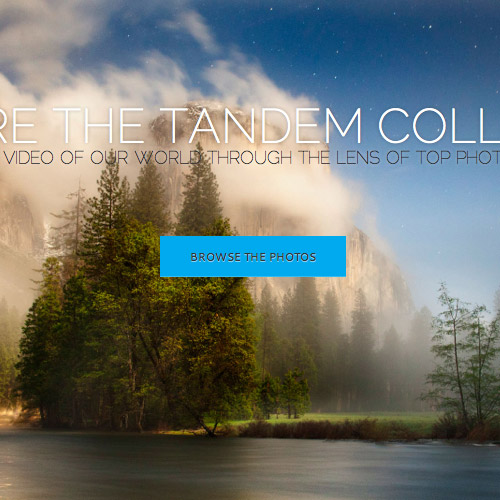 RE THE TANDEM COLL
VIDEO OF OUR WORLD THROUGH THE LENS OF TOP PHOT
BROWSE THE PHOTOS